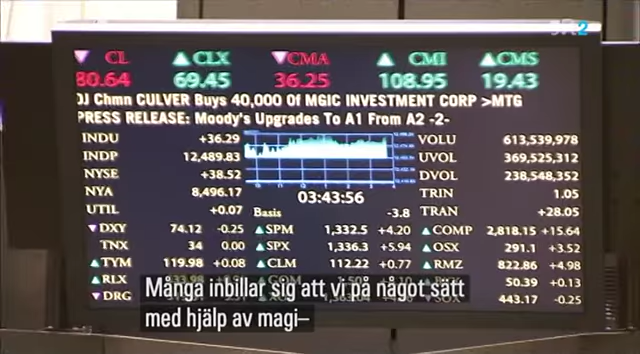 ▼ CL ▲ CLX ▼ CMA ▲ CMI ▲ CMS
80.64 69.45 36.25 108.95 19.43
DJ Chmn CULVER Buys 40,000 Of MGIC INVESTMENT CORP >MTG
PRESS RELEASE: Moody's Upgrades To A1 From A2 -2-
INDU +36.29 VOLU 613,539,978
INDP 12,489.83 UVOL 369,525,312
NYSE +38.52 DVOL 238,548,352
NYA 8,496.17 03:43:56 TRIN 1.05
UTIL +0.07 Basis -3.8 TRAN +28.05
▼ DXY 74.12 -0.25 ▲ SPM 1,332.5 +4.20 ▲ COMP 2,818.15 +15.64
TNX 34 0.00 ▲ SPX 1,336.3 +5.94 ▲ OSX 291.1 +3.52
▲ TYM 119.98 +0.08 ▲ CLM 112.22 +0.77 ▲ RMZ 822.86 +4.98
▲ RLX 50.39 +0.13
▼ DRG SOX 443.17 -0.25
Många inbillar sig att vi på något sätt
med hjälp av magi–